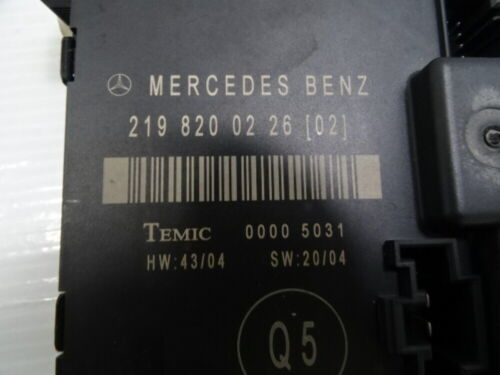 MERCEDES BENZ
219 820 02 26 [02]
TEMIC 0000 5031
HW:43/04 SW:20/04
Q5